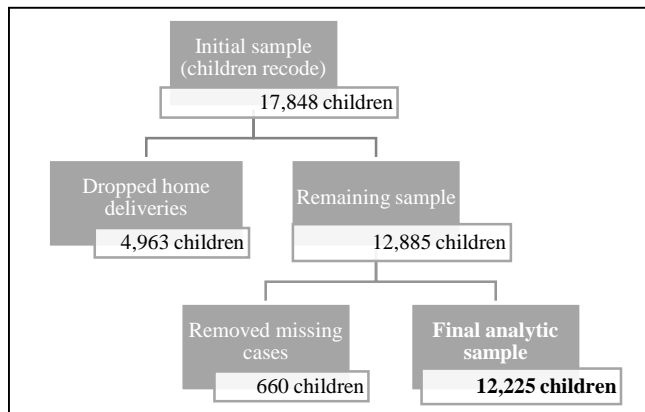 Initial sample
(children recode)
17,848 children
Dropped home
deliveries
4,963 children
Remaining sample
12,885 children
Removed missing
cases
660 children
Final analytic
sample
12,225 children